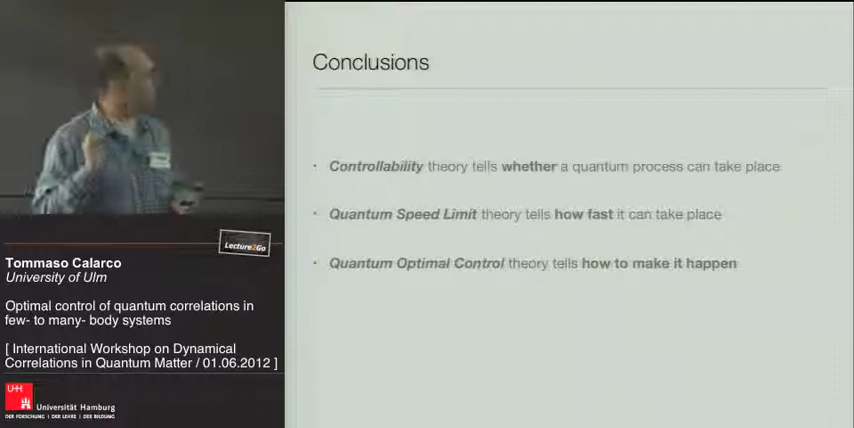 Conclusions
· Controllability theory tells whether a quantum process can take place
· Quantum Speed Limit theory tells how fast it can take place
· Quantum Optimal Control theory tells how to make it happen
Lecture2Go
Tommaso Calarco
University of Ulm
Optimal control of quantum correlations in
few- to many- body systems
[ International Workshop on Dynamical
Correlations in Quantum Matter / 01.06.2012 ]
UH
Universität Hamburg
DER FORSCHUNG | DER LEHRE | DER BILDUNG